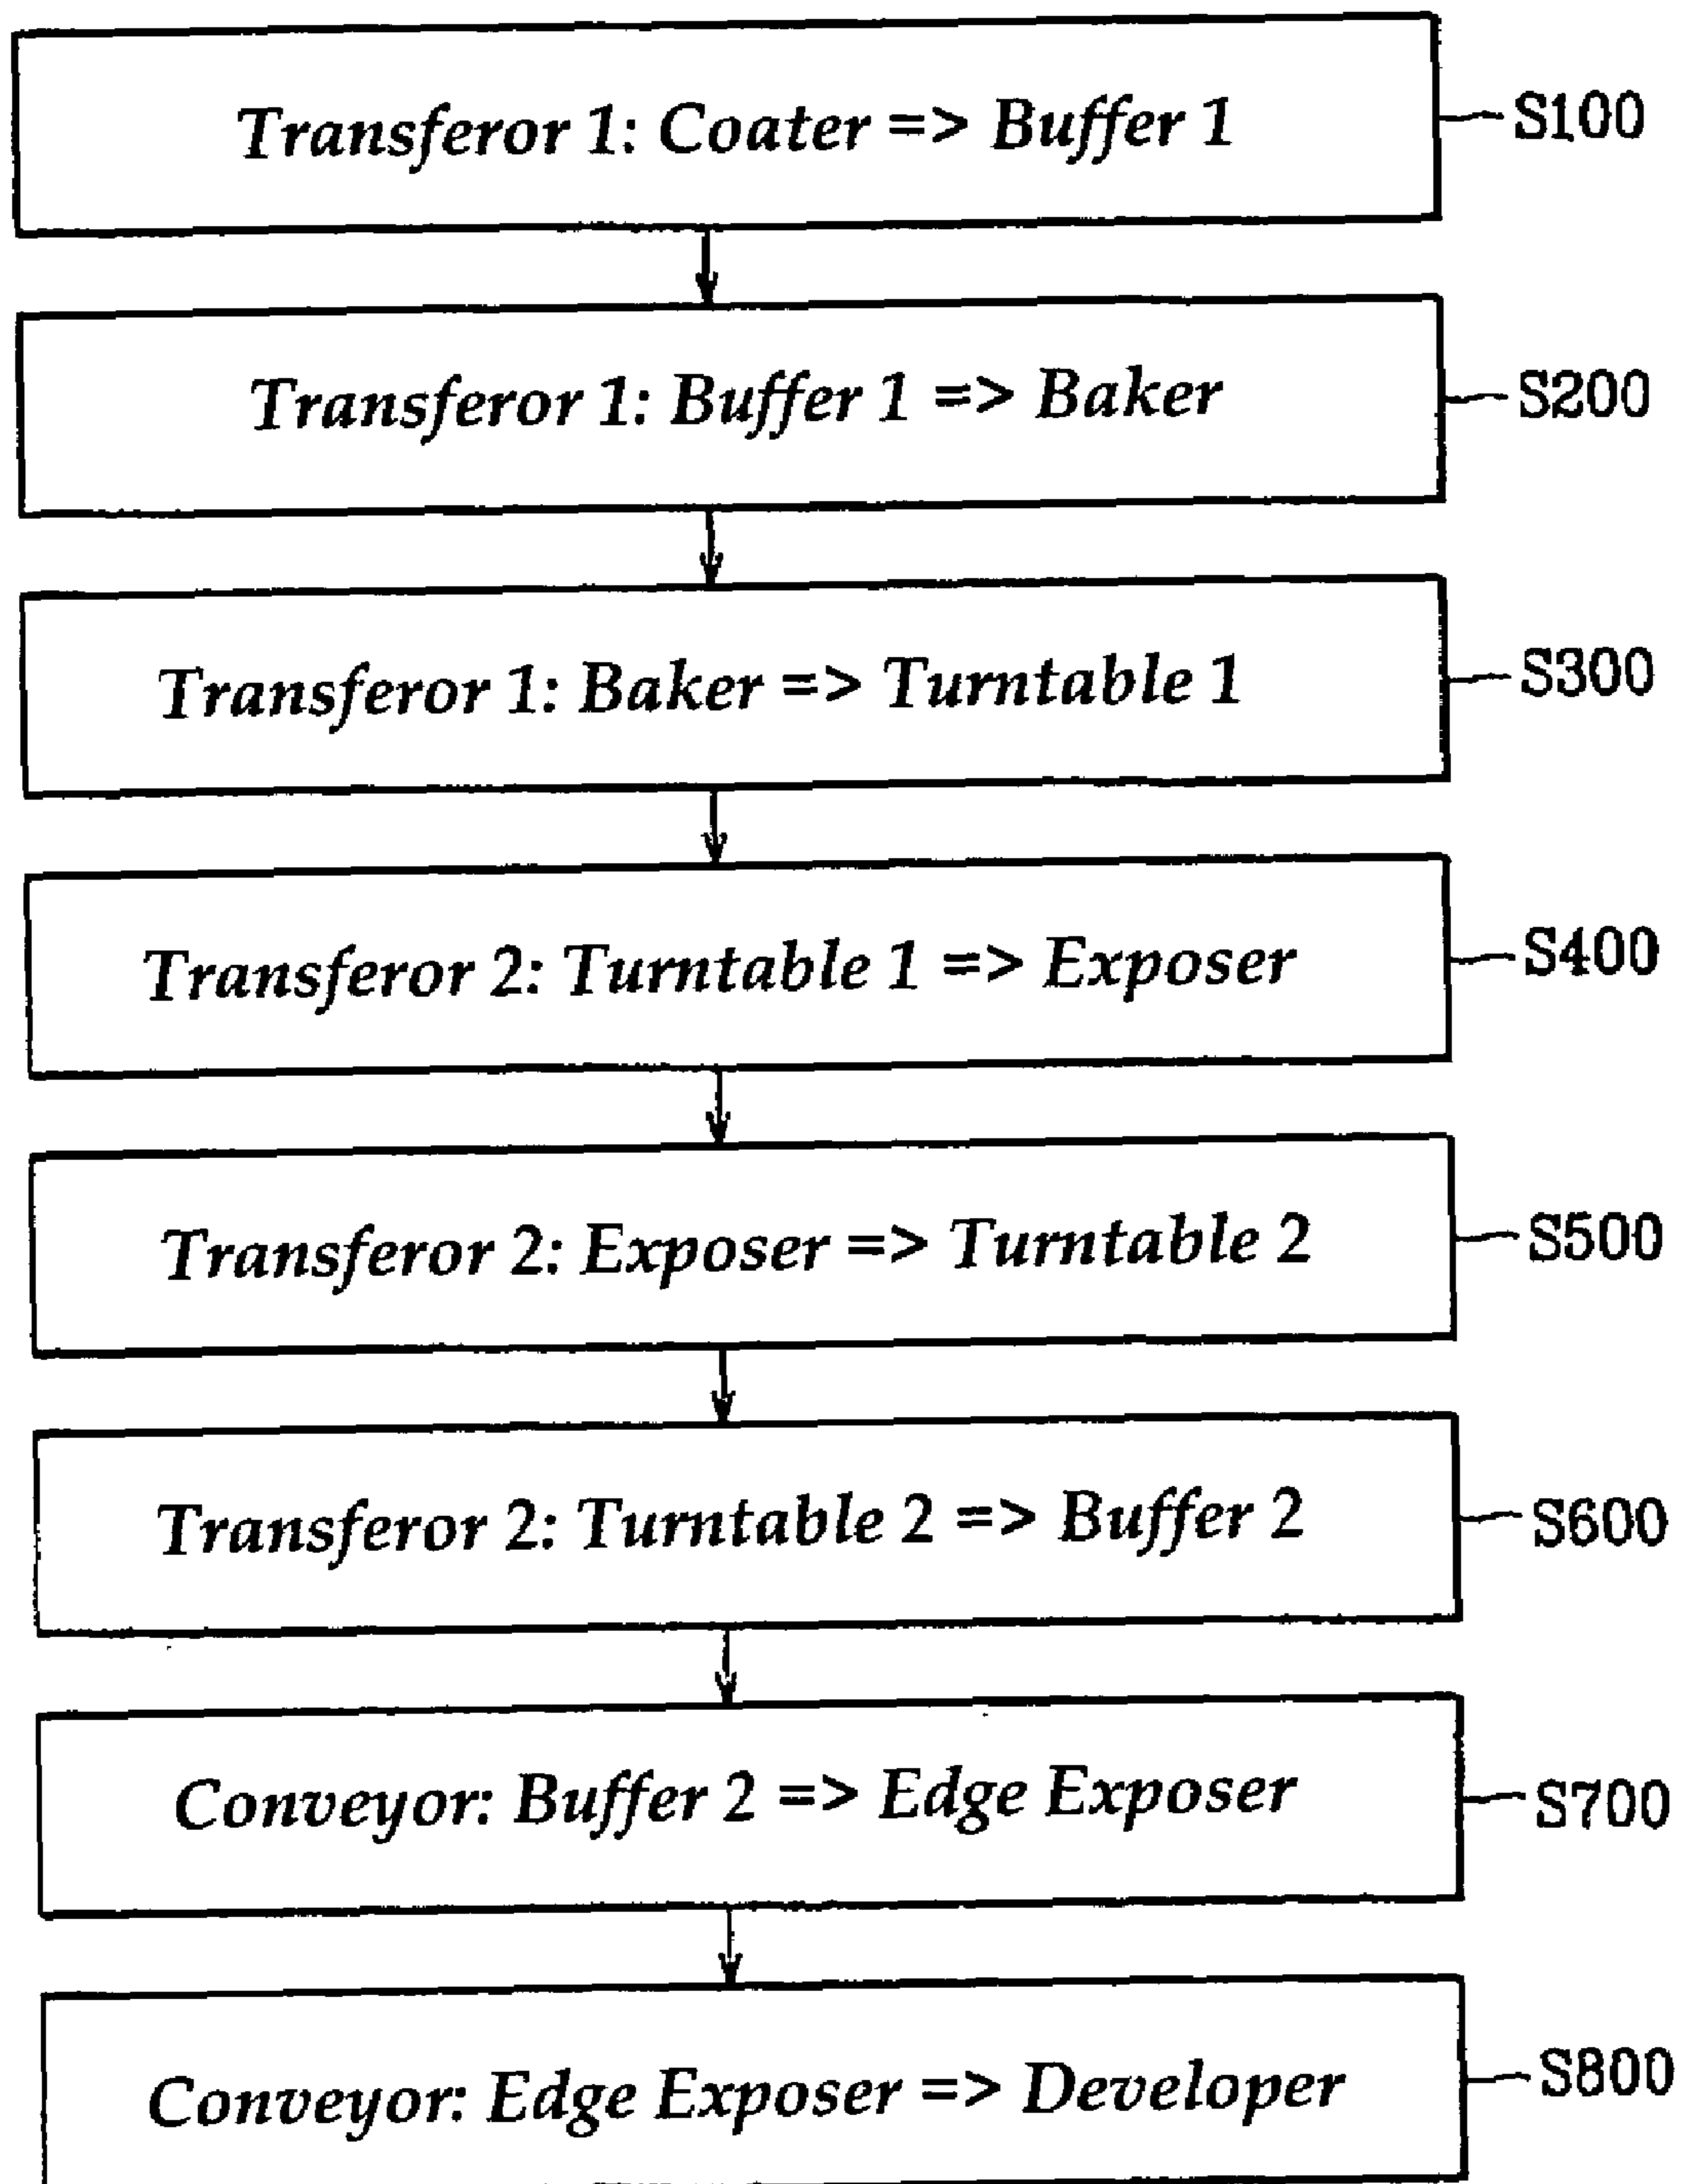 Transferor 1: Coater => Buffer 1
S100
Transferor 1: Buffer 1 => Baker
S200
Transferor 1: Baker => Turntable 1
S300
Transferor 2: Turntable 1 => Exposer
S400
Transferor 2: Exposer => Turntable 2
S500
Transferor 2: Turntable 2 => Buffer 2
S600
Conveyor: Buffer 2 => Edge Exposer
S700
Conveyor: Edge Exposer => Developer
S800